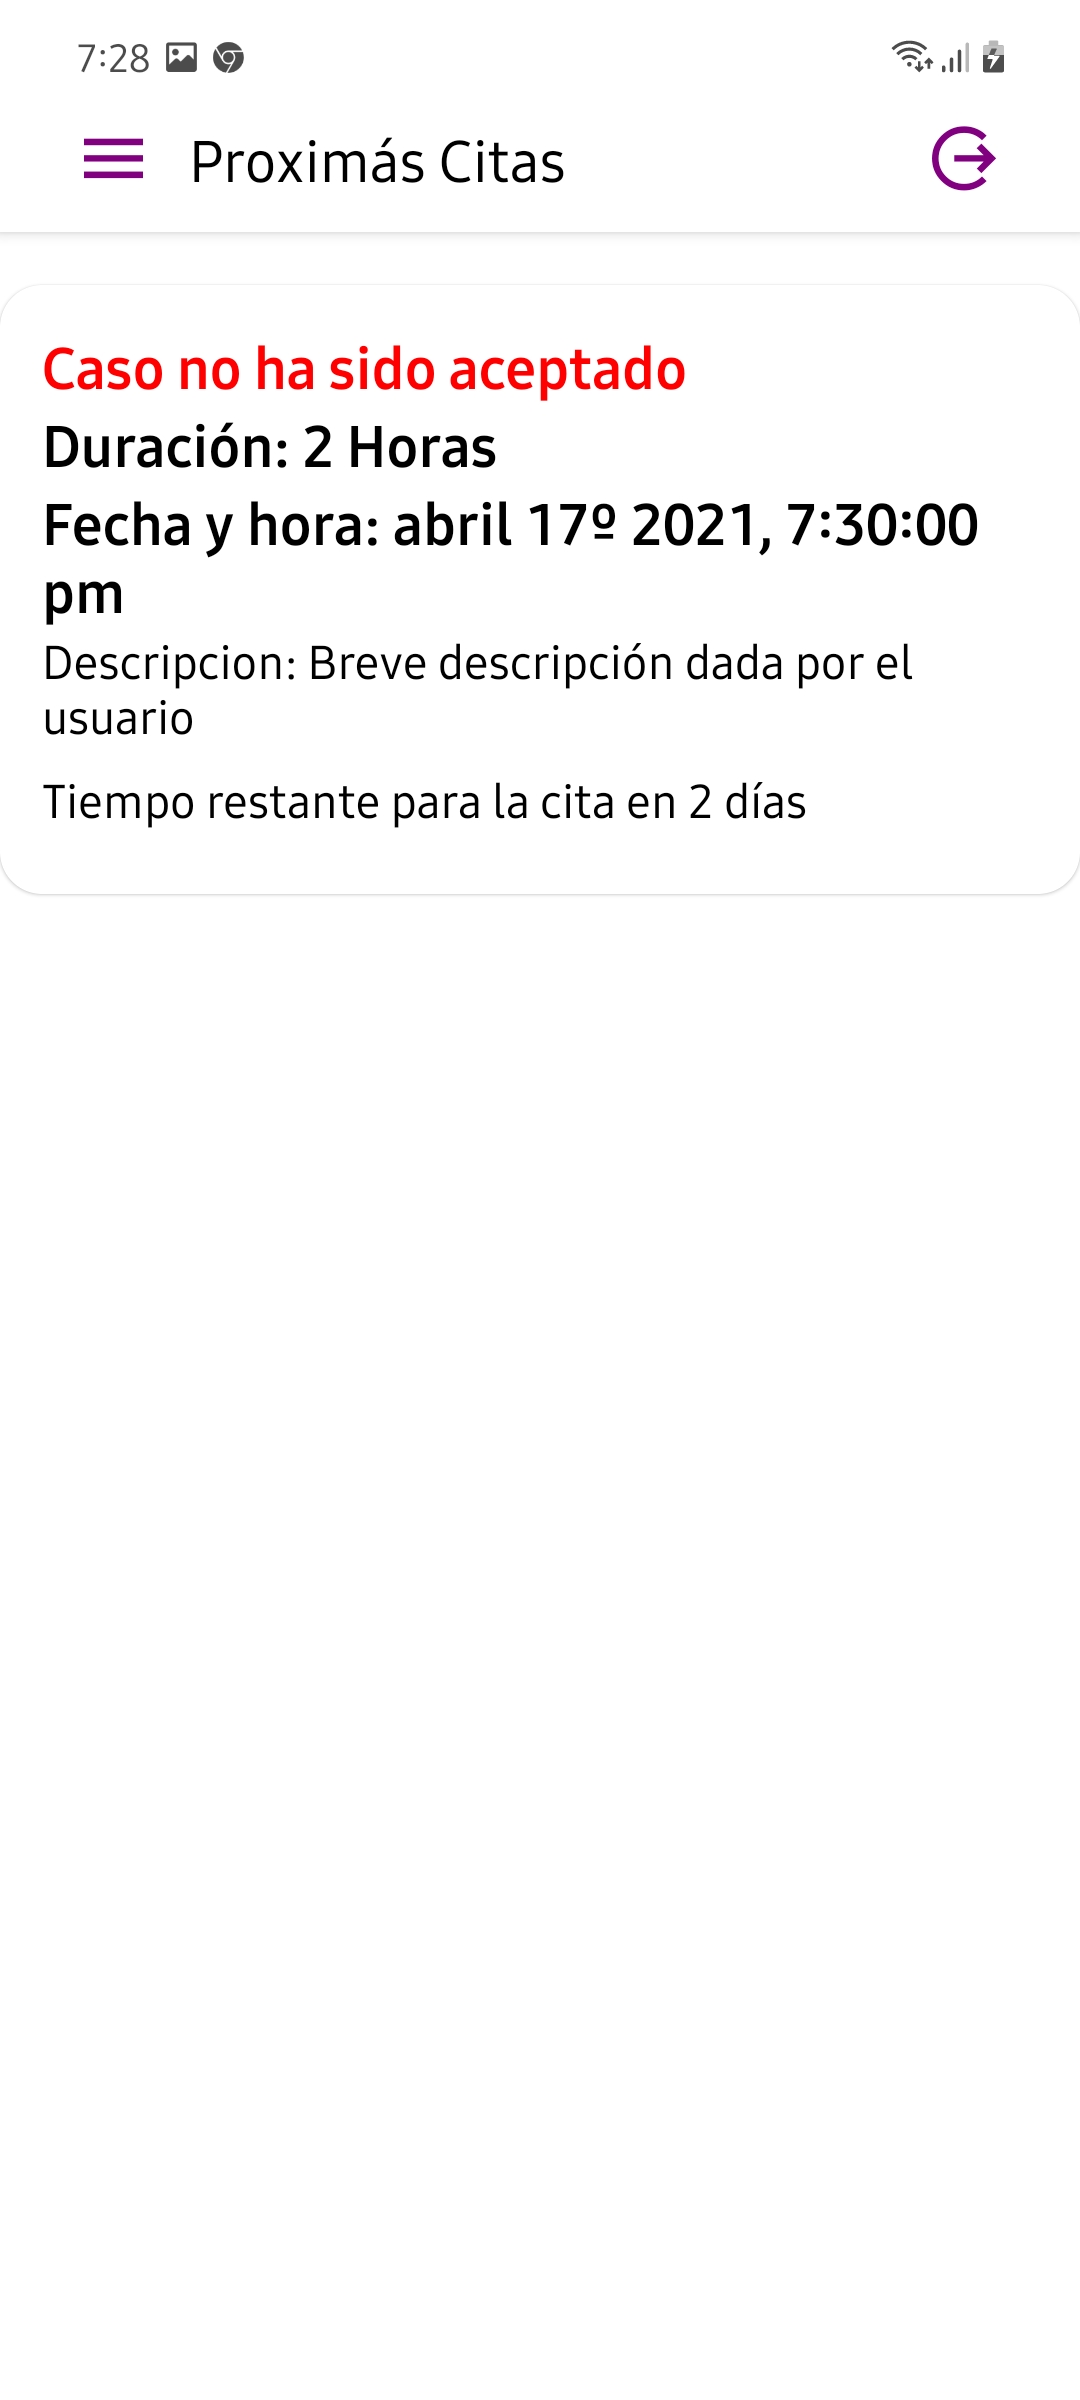 7:28
Proximás Citas
Caso no ha sido aceptado
Duración: 2 Horas
Fecha y hora: abril 17º 2021, 7:30:00
pm
Descripcion: Breve descripción dada por el
usuario
Tiempo restante para la cita en 2 días